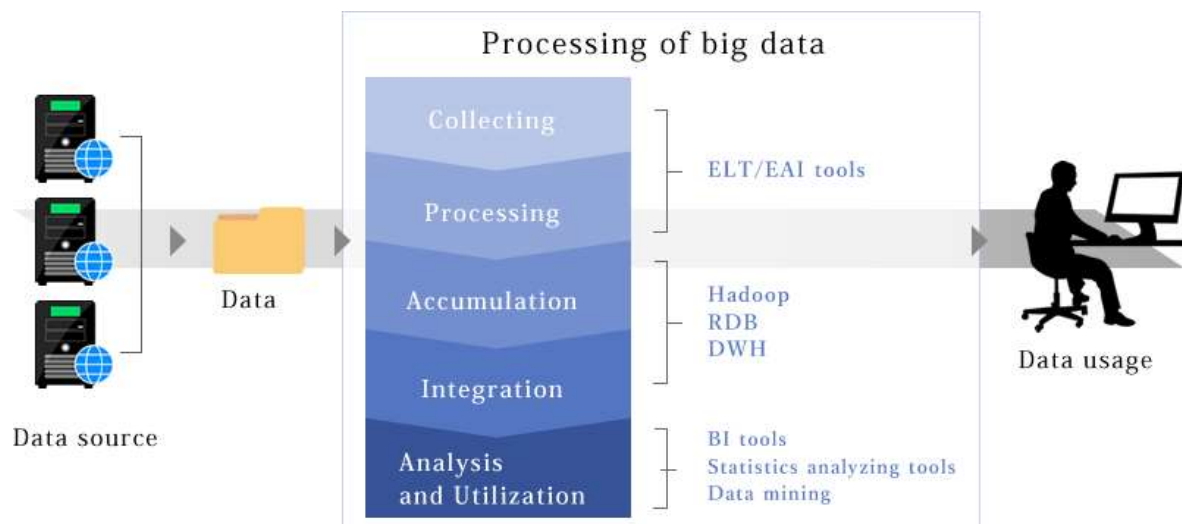 Processing of big data
Collecting
Processing
Accumulation
Integration
Analysis
and Utilization
ELT/EAI tools
Hadoop
RDB
DWH
BI tools
Statistics analyzing tools
Data mining
Data source
Data
Data usage